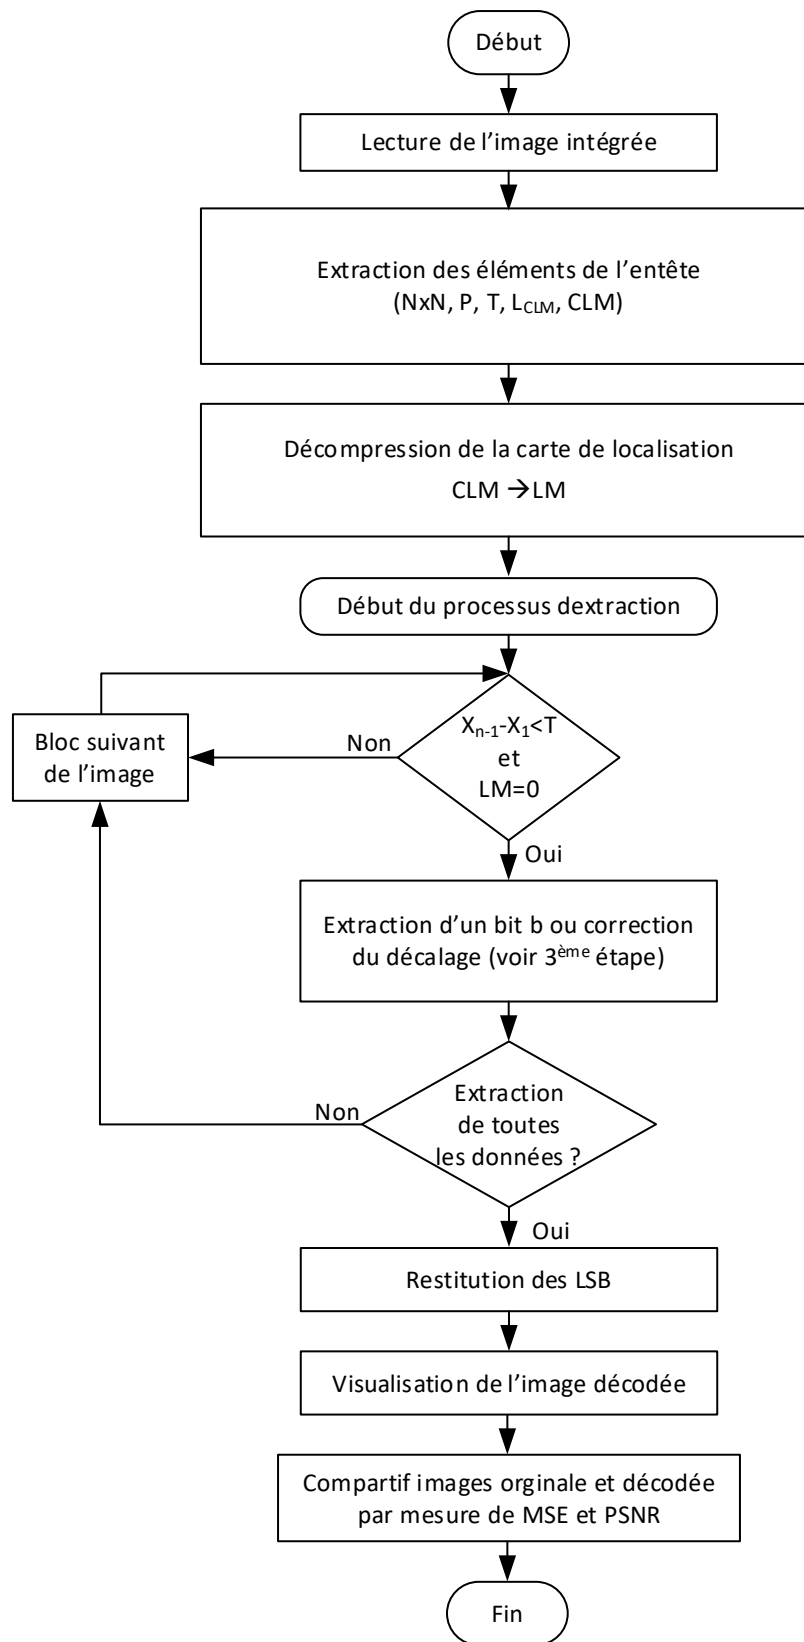 Début
Lecture de l’image intégrée
Extraction des éléments de l’entête
(NxN, P, T, L_CLM, CLM)
Décompression de la carte de localisation
CLM →LM
Début du processus dextraction
X_n-1-X_1<T
et
LM=0
Non
Bloc suivant
de l’image
Oui
Extraction d’un bit b ou correction
du décalage (voir 3ème étape)
Extraction
de toutes
les données ?
Non
Oui
Restitution des LSB
Visualisation de l’image décodée
Compartif images orginale et décodée
par mesure de MSE et PSNR
Fin